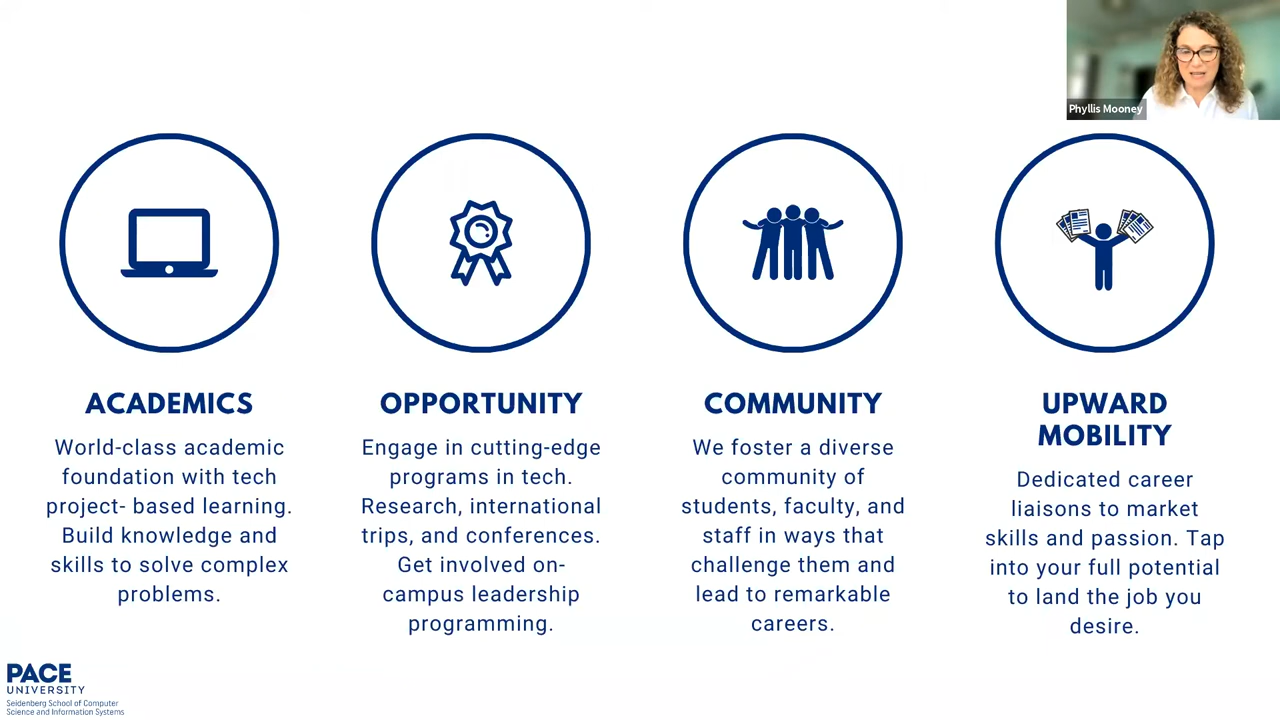 Phyllis Mooney
ACADEMICS
World-class academic
foundation with tech
project- based learning.
Build knowledge and
skills to solve complex
problems.
OPPORTUNITY
Engage in cutting-edge
programs in tech.
Research, international
trips, and conferences.
Get involved on-
campus leadership
programming.
COMMUNITY
We foster a diverse
community of
students, faculty, and
staff in ways that
challenge them and
lead to remarkable
careers.
UPWARD
MOBILITY
Dedicated career
liaisons to market
skills and passion. Tap
into your full potential
to land the job you
desire.
PACE
UNIVERSITY
Seidenberg School of Computer
Science and Information Systems